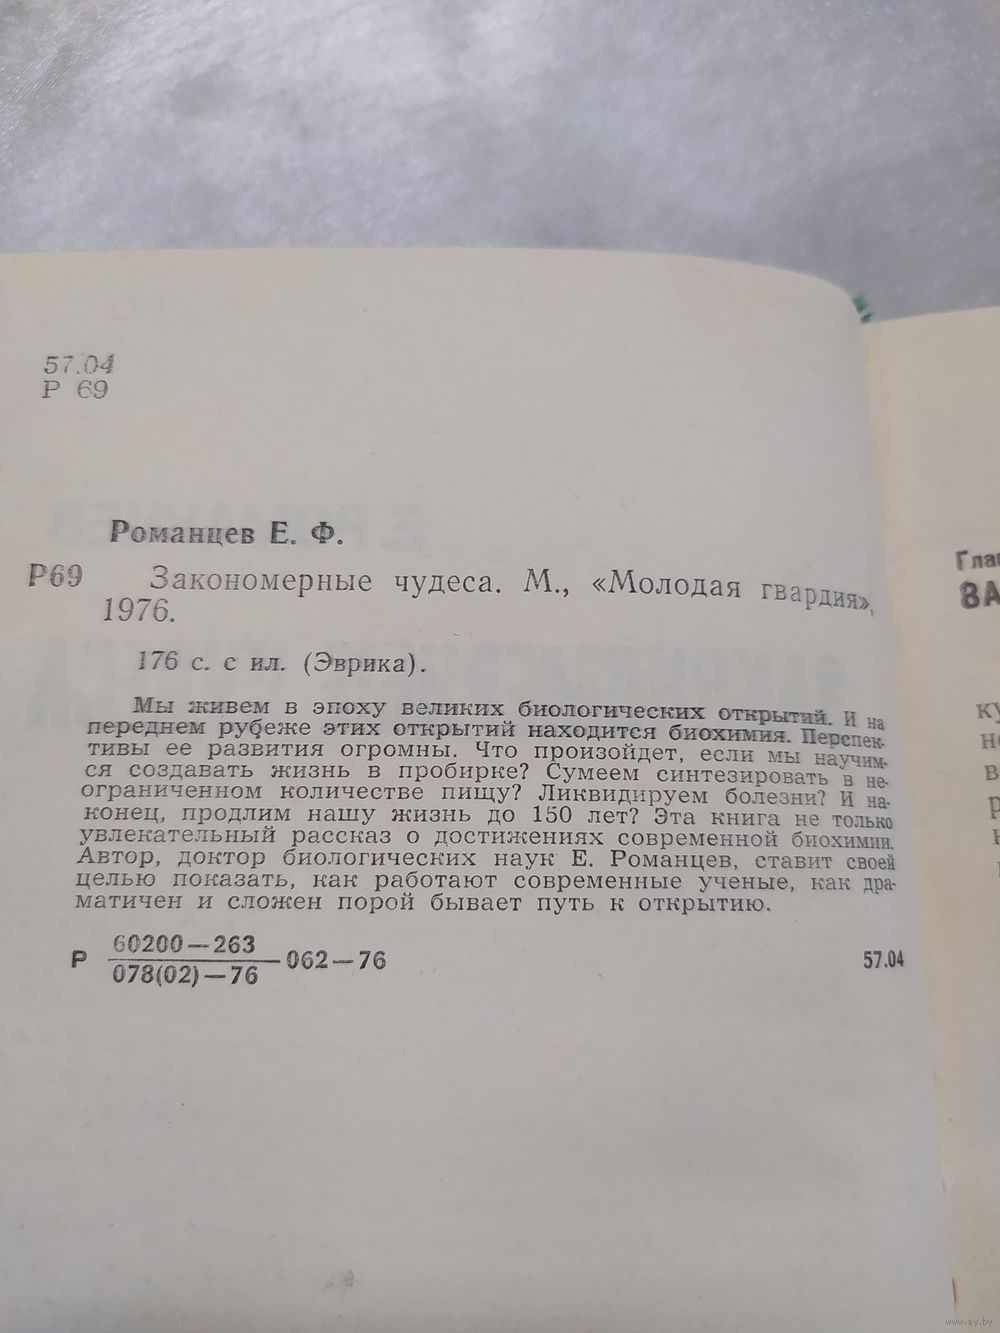 57.04
Р 69
Романцев Е. Ф.
Р69 Закономерные чудеса. М., «Молодая гвардия»,
1976.
176 с. с ил. (Эврика).
Мы живем в эпоху великих биологических открытий. И на
переднем рубеже этих открытий находится биохимия. Перспек-
тивы ее развития огромны. Что произойдет, если мы научим-
ся создавать жизнь в пробирке? Сумеем синтезировать в не-
ограниченном количестве пищу? Ликвидируем болезни? И на-
конец, продлим нашу жизнь до 150 лет? Эта книга не только
увлекательный рассказ о достижениях современной биохимии.
Автор, доктор биологических наук Е. Романцев, ставит своей
целью показать, как работают современные ученые, как дра-
матичен и сложен порой бывает путь к открытию.
60200—263
Р ————— 062—76 57.04
078(02)—76
www.ay.by